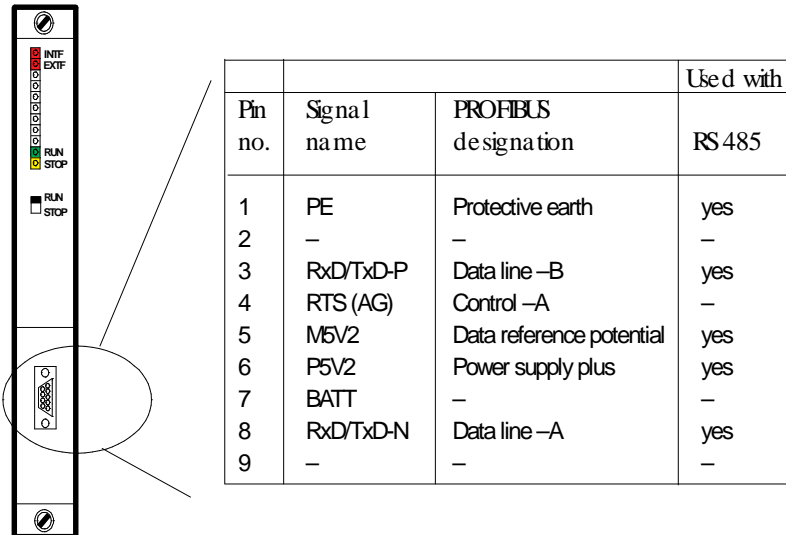 INTF
EXTF
RUN
STOP
RUN
STOP
Used with
Pin Signal PROFIBUS
no. name designation RS 485
1 PE Protective earth yes
2 – – –
3 RxD/TxD-P Data line –B yes
4 RTS (AG) Control –A –
5 M5V2 Data reference potential yes
6 P5V2 Power supply plus yes
7 BATT – –
8 RxD/TxD-N Data line –A yes
9 – – –